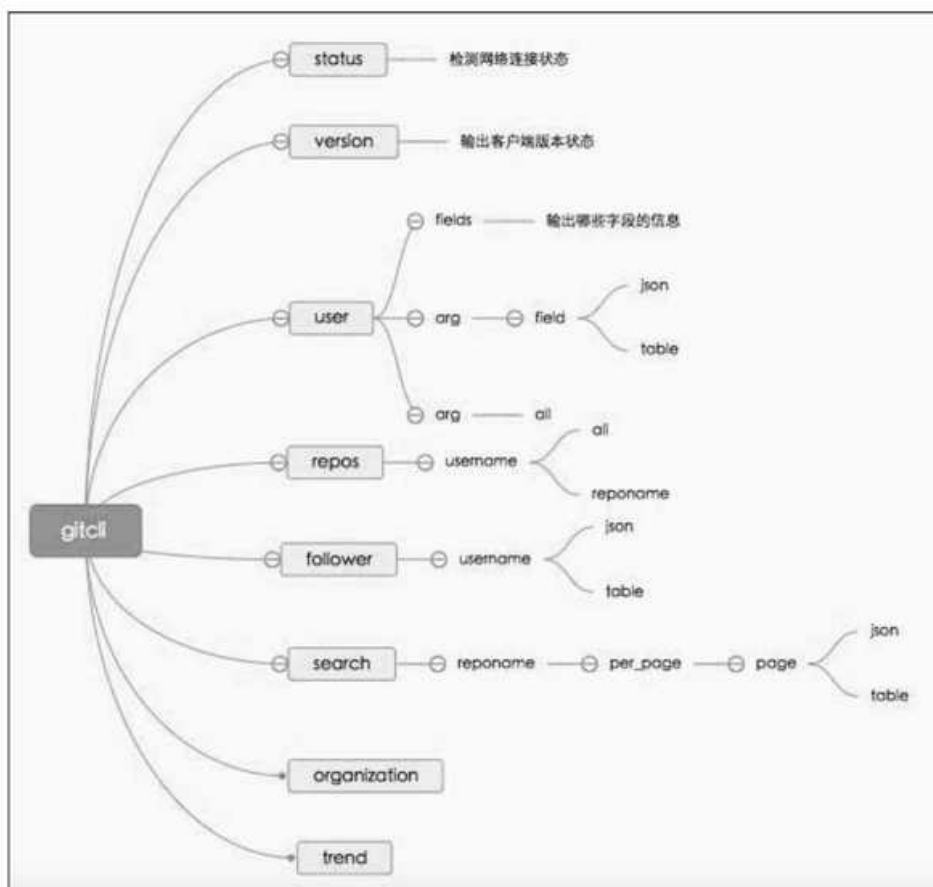 status
检测网络连接状态
version
输出客户端版本状态
fields
输出哪些字段的信息
user
arg
field
json
table
arg
all
repos
username
all
reponame
gitcli
follower
username
json
table
search
reponame
per_page
page
json
table
organization
trend